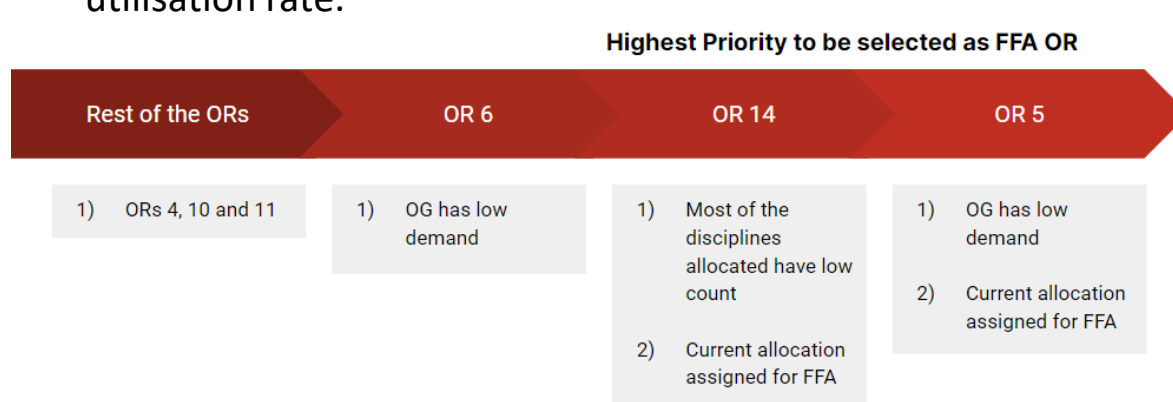 utilisation rate.
Highest Priority to be selected as FFA OR
Rest of the ORs
OR 6
OR 14
OR 5
1) ORs 4, 10 and 11
1) OG has low
demand
1) Most of the
disciplines
allocated have low
count
2) Current allocation
assigned for FFA
1) OG has low
demand
2) Current allocation
assigned for FFA